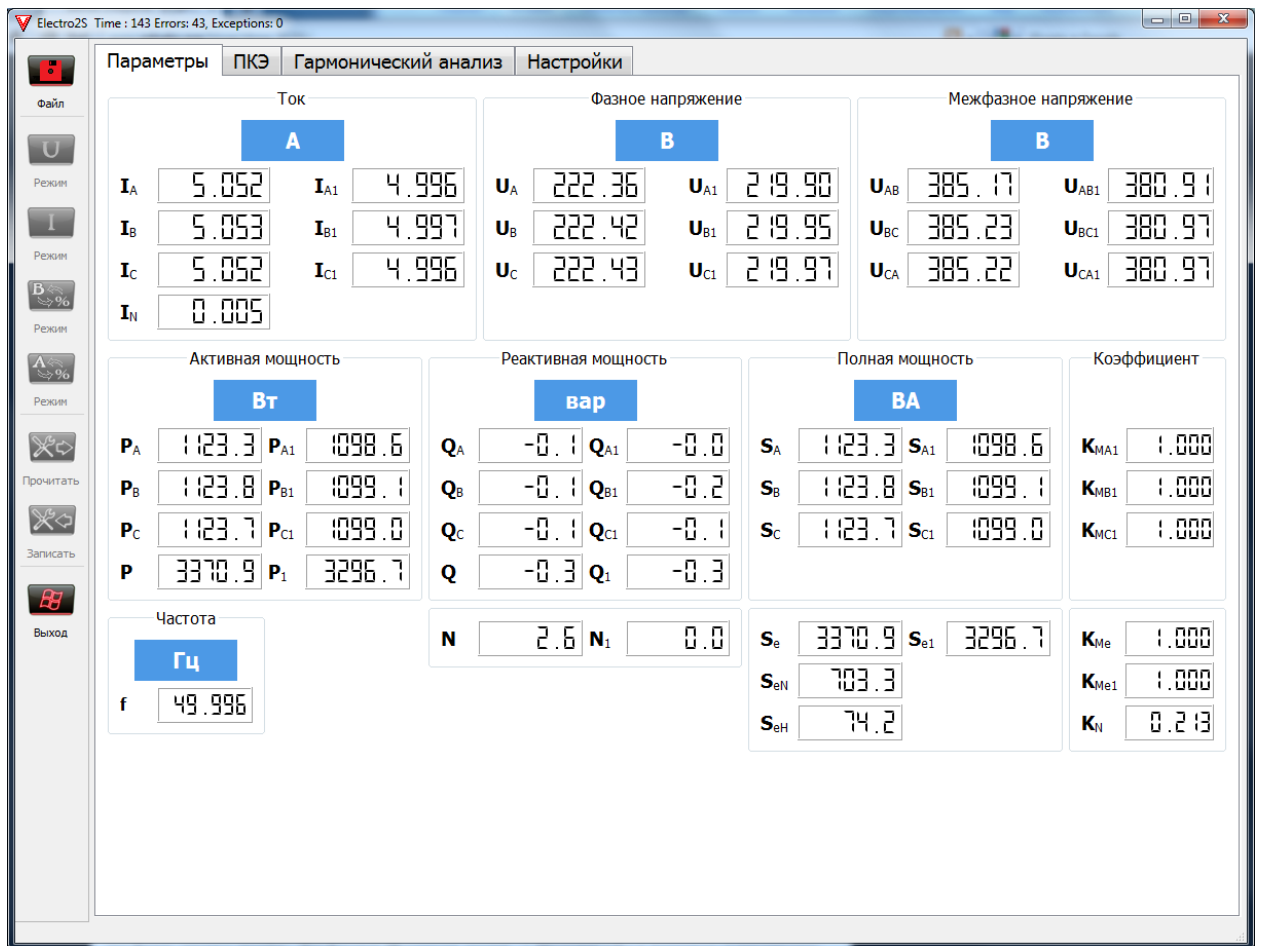 Electro2S Time : 143 Errors: 43, Exceptions: 0
Параметры ПКЭ Гармонический анализ Настройки
Файл
Режим
Режим
Режим
Режим
Прочитать
Записать
Выход
Ток
А
IA 5.052 IA1 4.996
IB 5.053 IB1 4.997
IC 5.052 IC1 4.996
IN 0.005
Фазное напряжение
В
UA 222.36 UA1 219.90
UB 222.42 UB1 219.95
UC 222.43 UC1 219.97
Межфазное напряжение
В
UAB 385.17 UAB1 380.91
UBC 385.23 UBC1 380.97
UCA 385.22 UCA1 380.97
Активная мощность
Вт
PA 1123.3 PA1 1098.6
PB 1123.8 PB1 1099.1
PC 1123.7 PC1 1099.0
P 3370.9 P1 3296.7
Реактивная мощность
вар
QA -0.1 QA1 -0.0
QB -0.1 QB1 -0.2
QC -0.1 QC1 -0.1
Q -0.3 Q1 -0.3
N 2.6 N1 0.0
Полная мощность
ВА
SA 1123.3 SA1 1098.6
SB 1123.8 SB1 1099.1
SC 1123.7 SC1 1099.0
Se 3370.9 Se1 3296.7
SeN 703.3
SeH 74.2
Коэффициент
KMA1 1.000
KMB1 1.000
KMC1 1.000
KMe 1.000
KMe1 1.000
KN 0.213
Частота
Гц
f 49.996